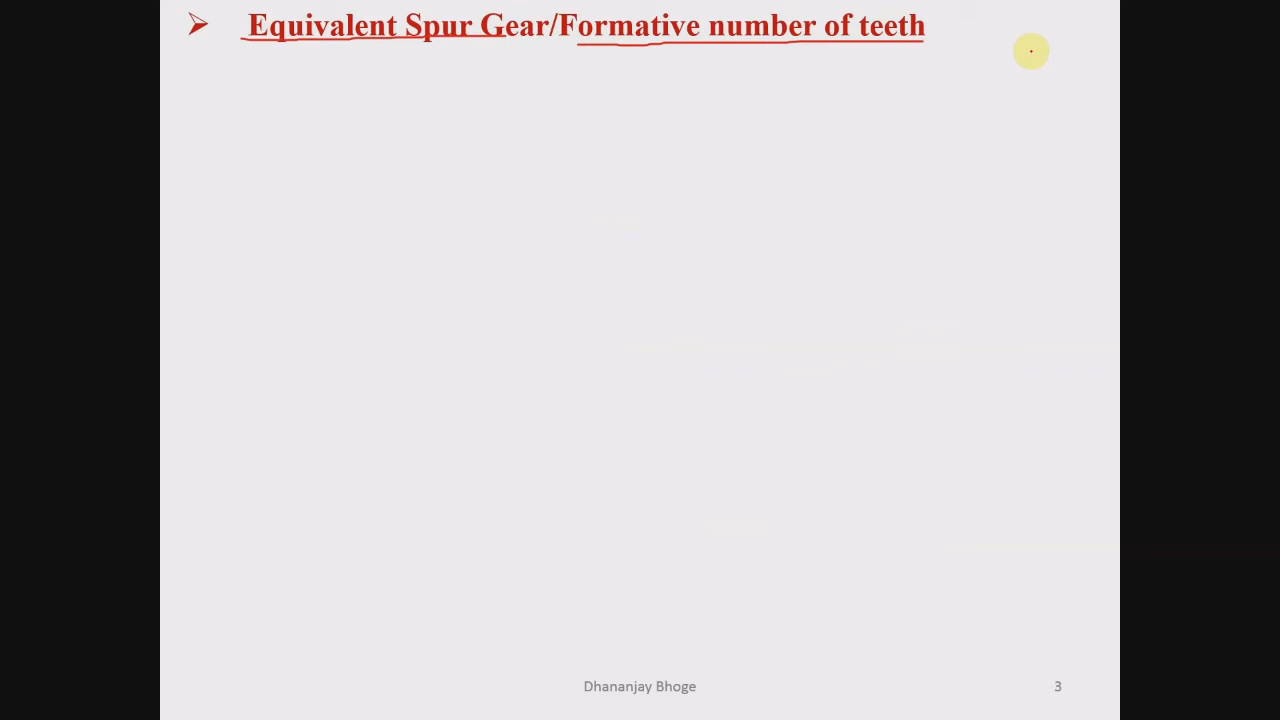 ➢ Equivalent Spur Gear/Formative number of teeth
Dhananjay Bhoge
3